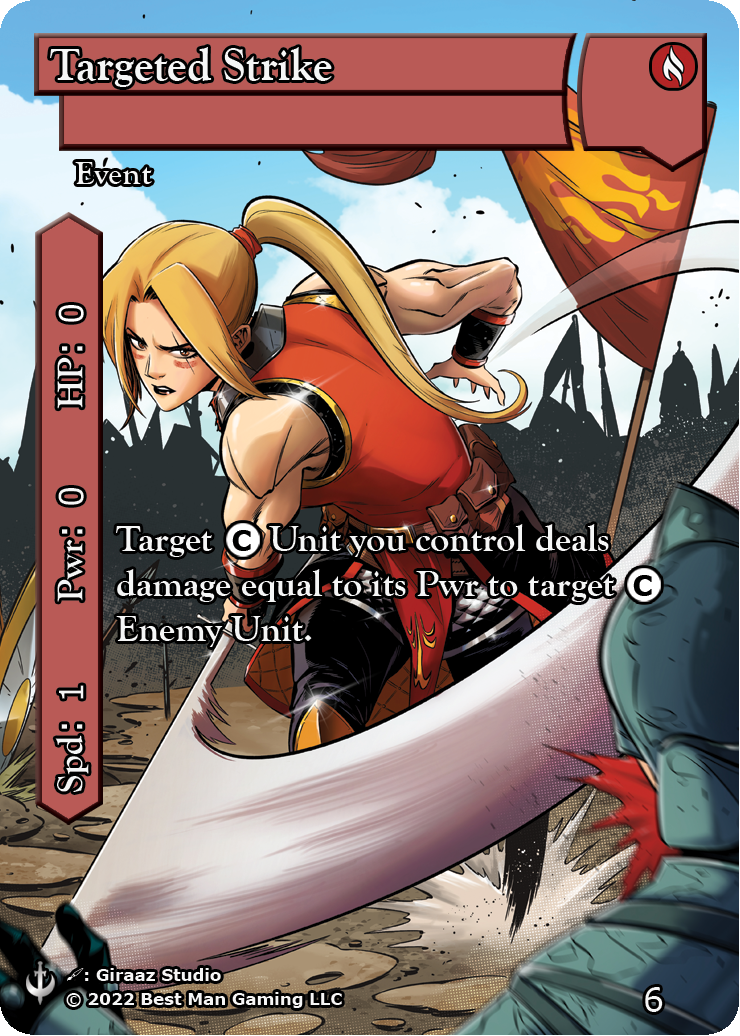 Targeted Strike
Event
HP: 0
Pwr: 0
Spd: 1
Target C Unit you control deals
damage equal to its Pwr to target C
Enemy Unit.
: Giraaz Studio
© 2022 Best Man Gaming LLC
6